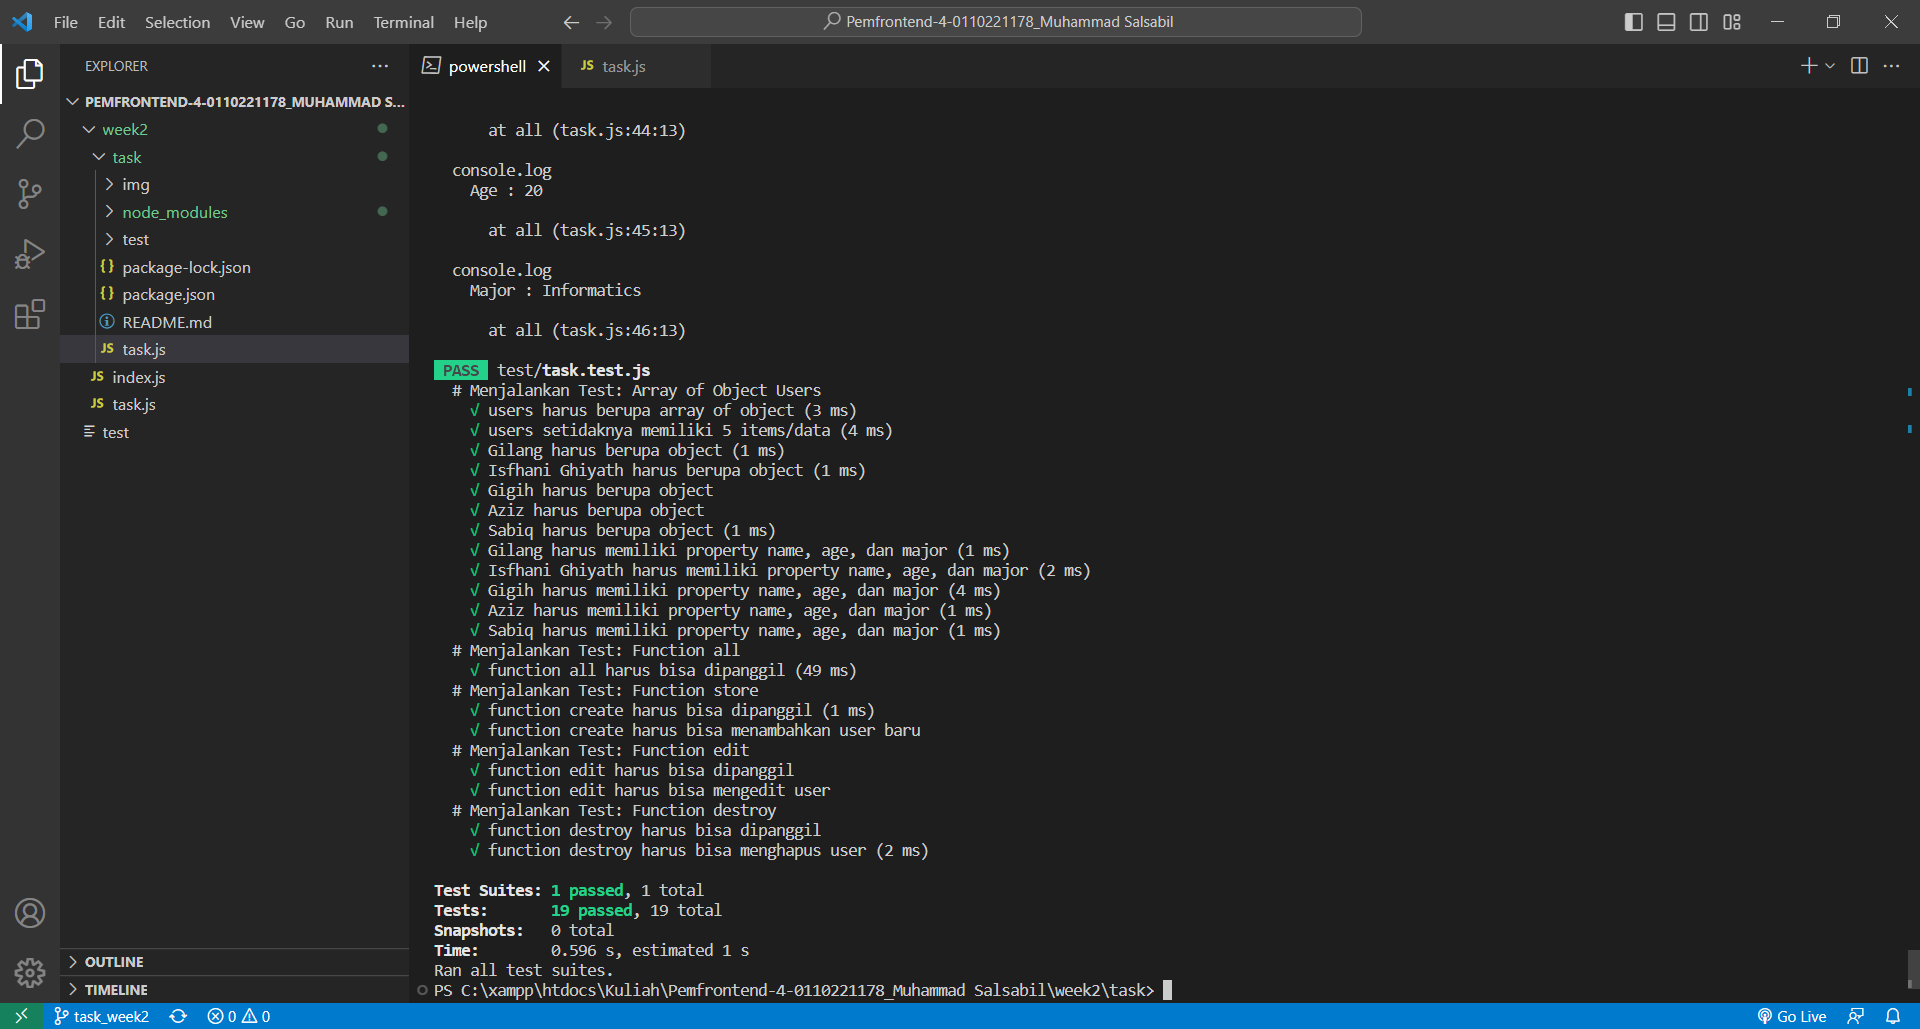 File Edit Selection View Go Run Terminal Help
Pemfrontend-4-0110221178_Muhammad Salsabil
EXPLORER
PEMFRONTEND-4-0110221178_MUHAMMAD S...
week2
task
img
node_modules
test
{} package-lock.json
{} package.json
README.md
JS task.js
JS index.js
JS task.js
test
OUTLINE
TIMELINE
powershell
JS task.js
at all (task.js:44:13)
console.log
Age : 20
at all (task.js:45:13)
console.log
Major : Informatics
at all (task.js:46:13)
PASS test/task.test.js
# Menjalankan Test: Array of Object Users
√ users harus berupa array of object (3 ms)
√ users setidaknya memiliki 5 items/data (4 ms)
√ Gilang harus berupa object (1 ms)
√ Isfhani Ghiyath harus berupa object (1 ms)
√ Gigih harus berupa object
√ Aziz harus berupa object
√ Sabiq harus berupa object (1 ms)
√ Gilang harus memiliki property name, age, dan major (1 ms)
√ Isfhani Ghiyath harus memiliki property name, age, dan major (2 ms)
√ Gigih harus memiliki property name, age, dan major (4 ms)
√ Aziz harus memiliki property name, age, dan major (1 ms)
√ Sabiq harus memiliki property name, age, dan major (1 ms)
# Menjalankan Test: Function all
√ function all harus bisa dipanggil (49 ms)
# Menjalankan Test: Function store
√ function create harus bisa dipanggil (1 ms)
√ function create harus bisa menambahkan user baru
# Menjalankan Test: Function edit
√ function edit harus bisa dipanggil
√ function edit harus bisa mengedit user
# Menjalankan Test: Function destroy
√ function destroy harus bisa dipanggil
√ function destroy harus bisa menghapus user (2 ms)
Test Suites: 1 passed, 1 total
Tests: 19 passed, 19 total
Snapshots: 0 total
Time: 0.596 s, estimated 1 s
Ran all test suites.
PS C:\xampp\htdocs\Kuliah\Pemfrontend-4-0110221178_Muhammad Salsabil\week2\task>
task_week2 0 0 Go Live